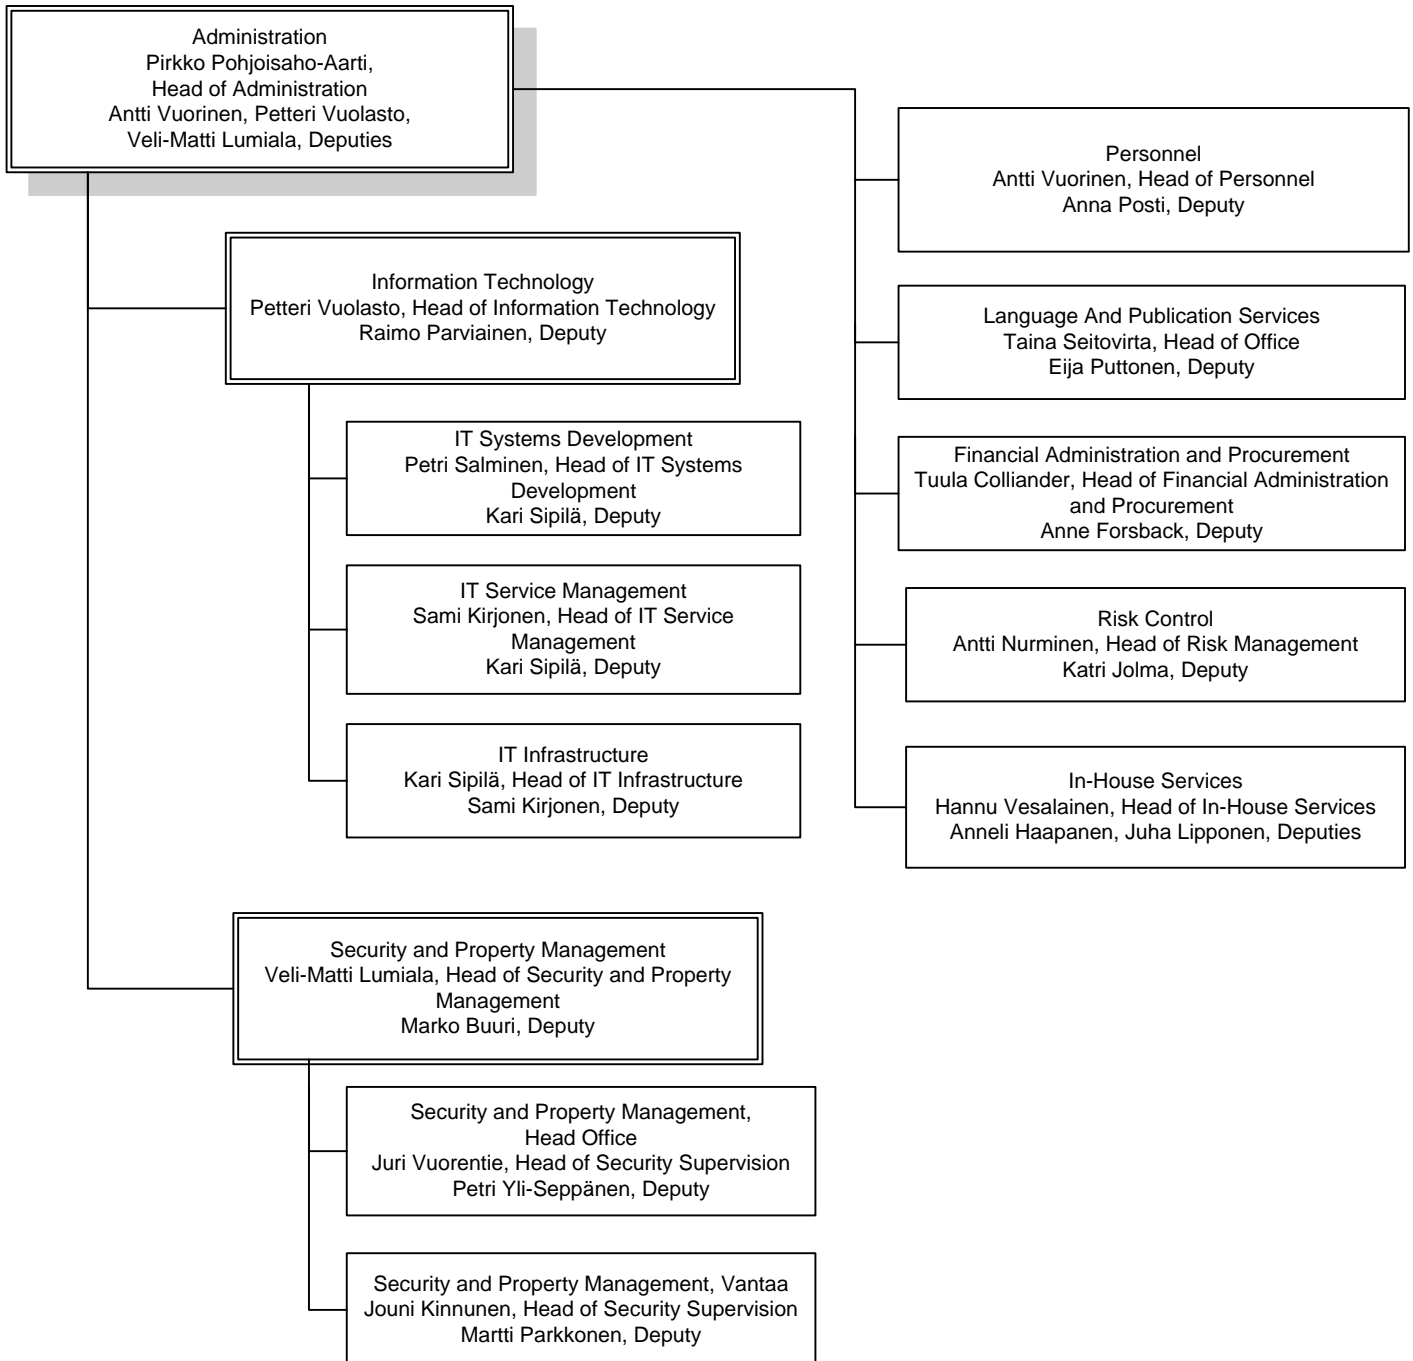 Administration
Pirkko Pohjoisaho-Aarti,
Head of Administration
Antti Vuorinen, Petteri Vuolasto,
Veli-Matti Lumiala, Deputies
Information Technology
Petteri Vuolasto, Head of Information Technology
Raimo Parviainen, Deputy
IT Systems Development
Petri Salminen, Head of IT Systems
Development
Kari Sipilä, Deputy
IT Service Management
Sami Kirjonen, Head of IT Service
Management
Kari Sipilä, Deputy
IT Infrastructure
Kari Sipilä, Head of IT Infrastructure
Sami Kirjonen, Deputy
Security and Property Management
Veli-Matti Lumiala, Head of Security and Property
Management
Marko Buuri, Deputy
Security and Property Management,
Head Office
Juri Vuorentie, Head of Security Supervision
Petri Yli-Seppänen, Deputy
Security and Property Management, Vantaa
Jouni Kinnunen, Head of Security Supervision
Martti Parkkonen, Deputy
Personnel
Antti Vuorinen, Head of Personnel
Anna Posti, Deputy
Language And Publication Services
Taina Seitovirta, Head of Office
Eija Puttonen, Deputy
Financial Administration and Procurement
Tuula Colliander, Head of Financial Administration
and Procurement
Anne Forsback, Deputy
Risk Control
Antti Nurminen, Head of Risk Management
Katri Jolma, Deputy
In-House Services
Hannu Vesalainen, Head of In-House Services
Anneli Haapanen, Juha Lipponen, Deputies